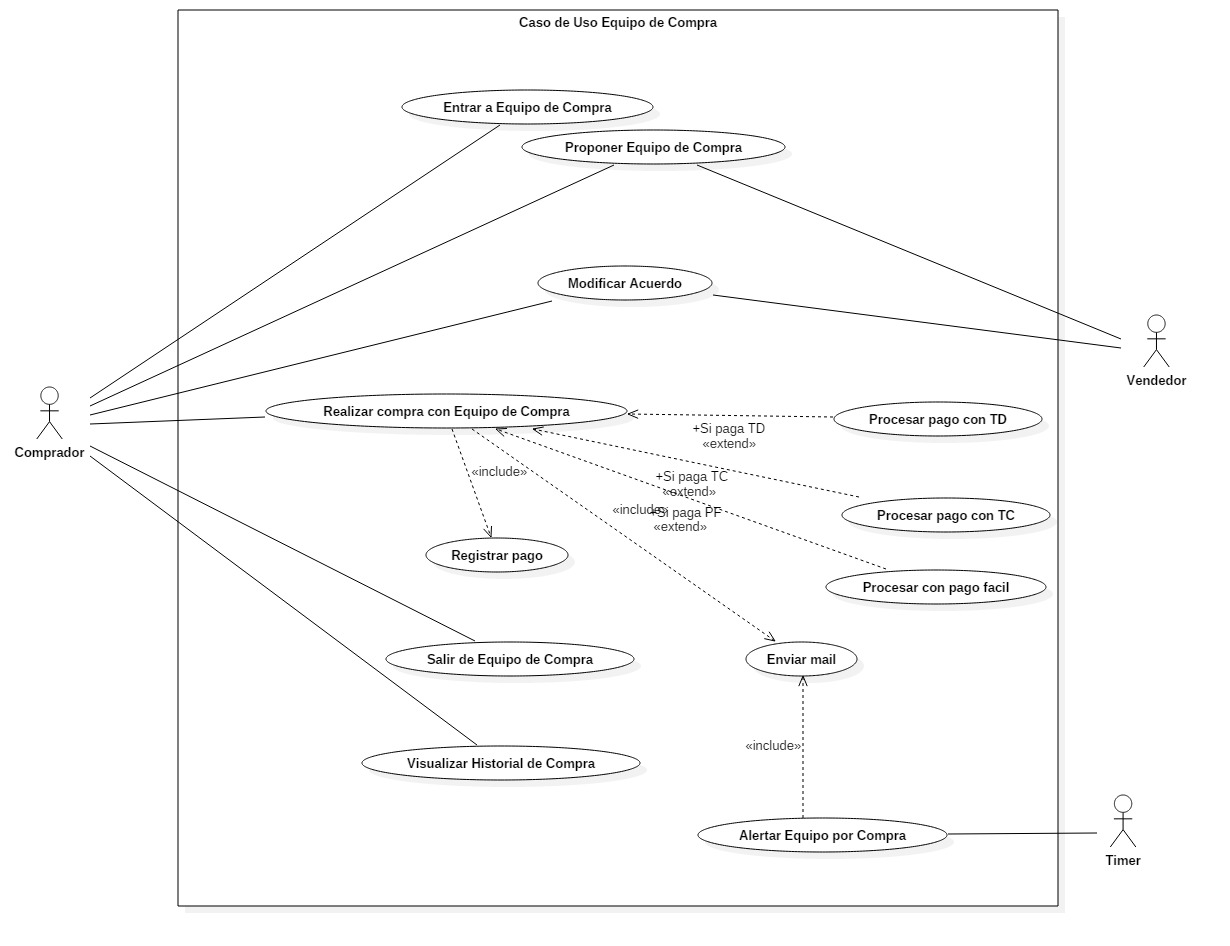 Caso de Uso Equipo de Compra
Entrar a Equipo de Compra
Proponer Equipo de Compra
Modificar Acuerdo
Vendedor
Realizar compra con Equipo de Compra
Procesar pago con TD
+Si paga TD
«extend»
Comprador
«include»
+Si paga TC
«extend»
«include»
+Si paga PF
«extend»
Procesar pago con TC
Registrar pago
Procesar con pago facil
Salir de Equipo de Compra
Enviar mail
«include»
Visualizar Historial de Compra
Alertar Equipo por Compra
Timer